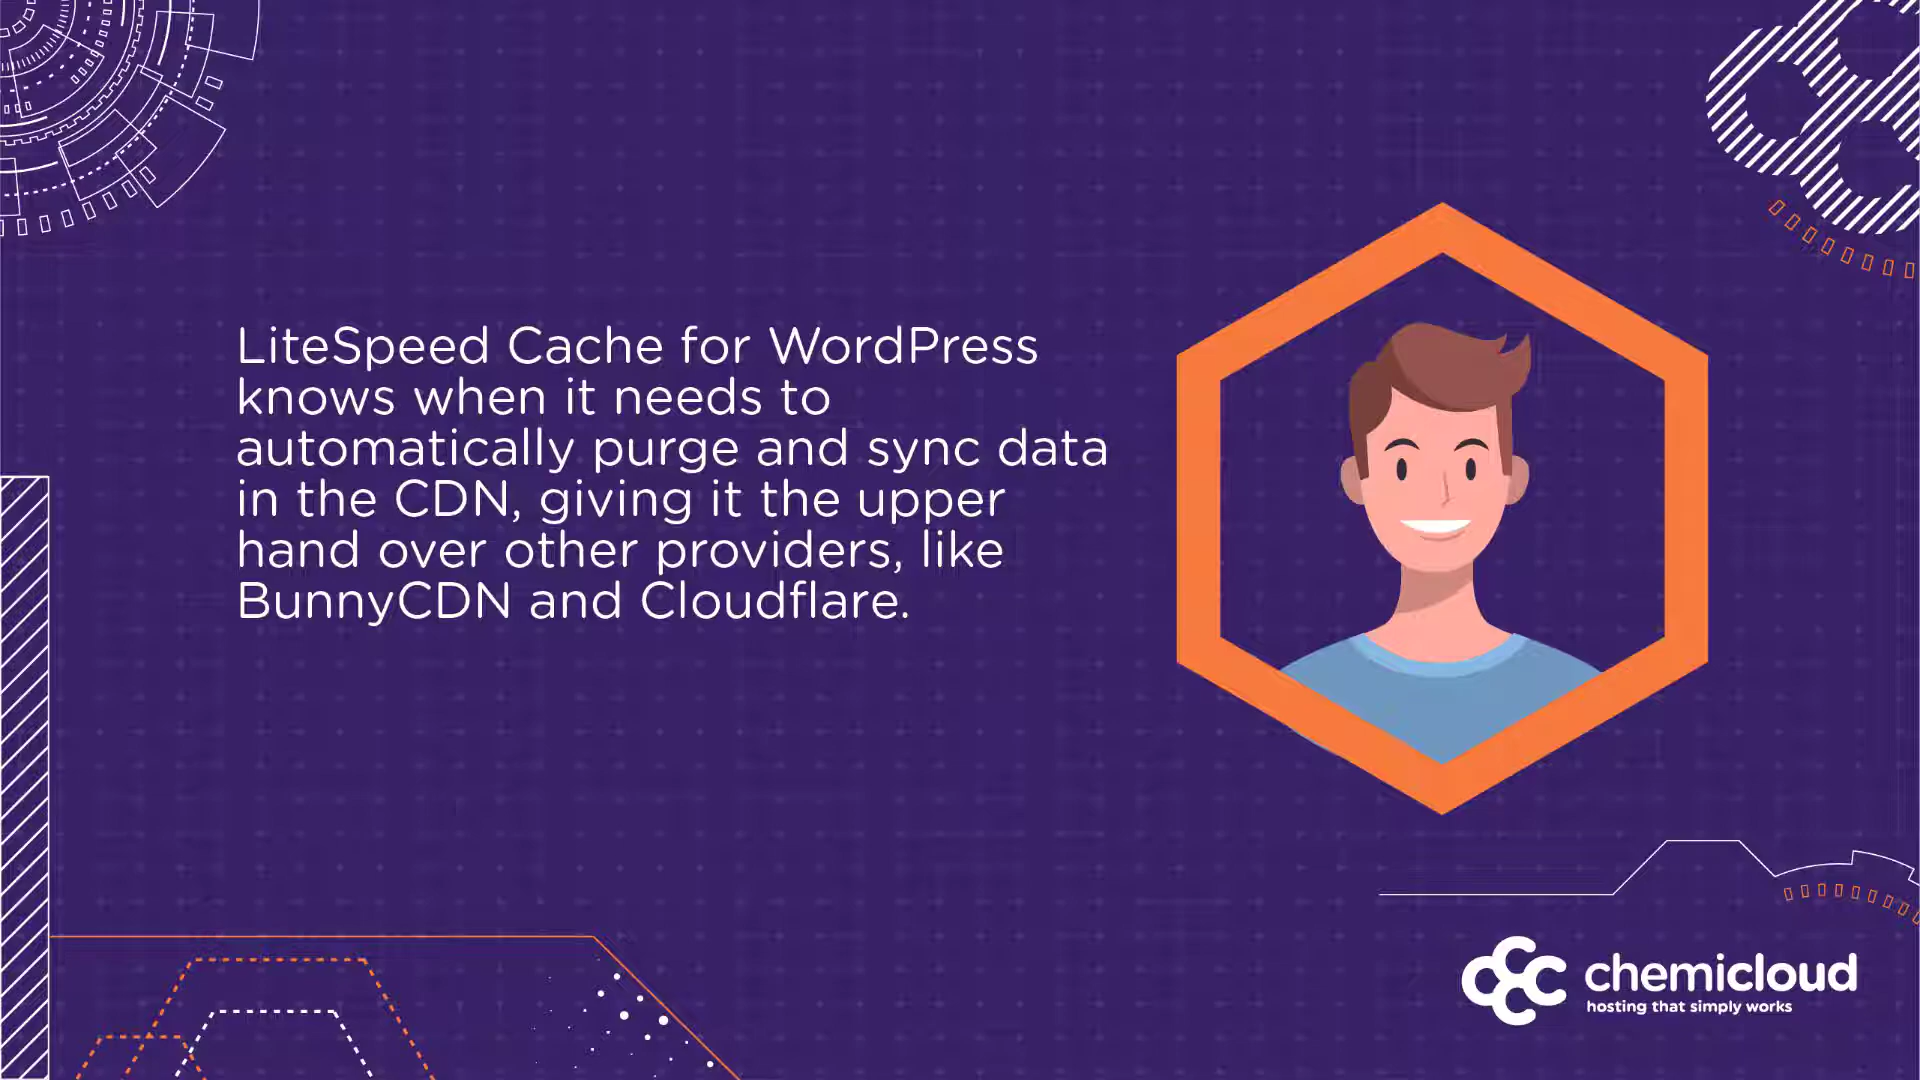 LiteSpeed Cache for WordPress
knows when it needs to
automatically purge and sync data
in the CDN, giving it the upper
hand over other providers, like
BunnyCDN and Cloudflare.
chemicloud
hosting that simply works